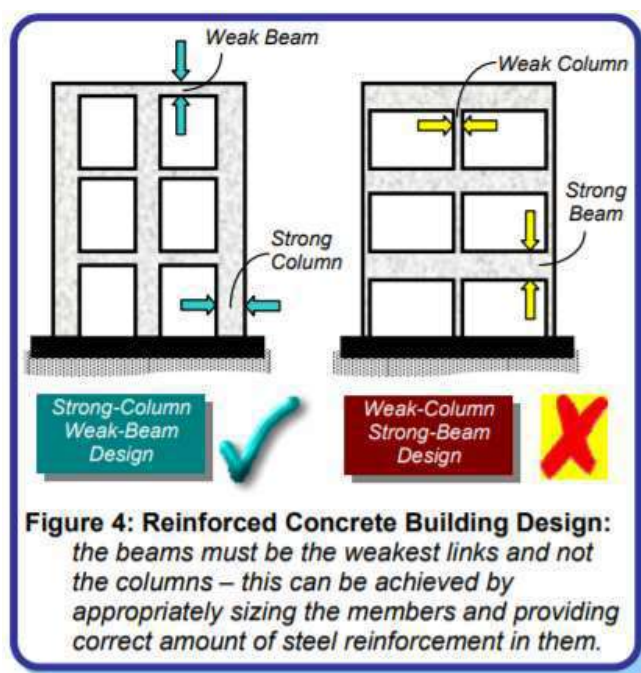 Weak Beam
Weak Column
Strong
Beam
Strong
Column
Strong-Column
Weak-Beam
Design
Weak-Column
Strong-Beam
Design
Figure 4: Reinforced Concrete Building Design:
the beams must be the weakest links and not
the columns – this can be achieved by
appropriately sizing the members and providing
correct amount of steel reinforcement in them.